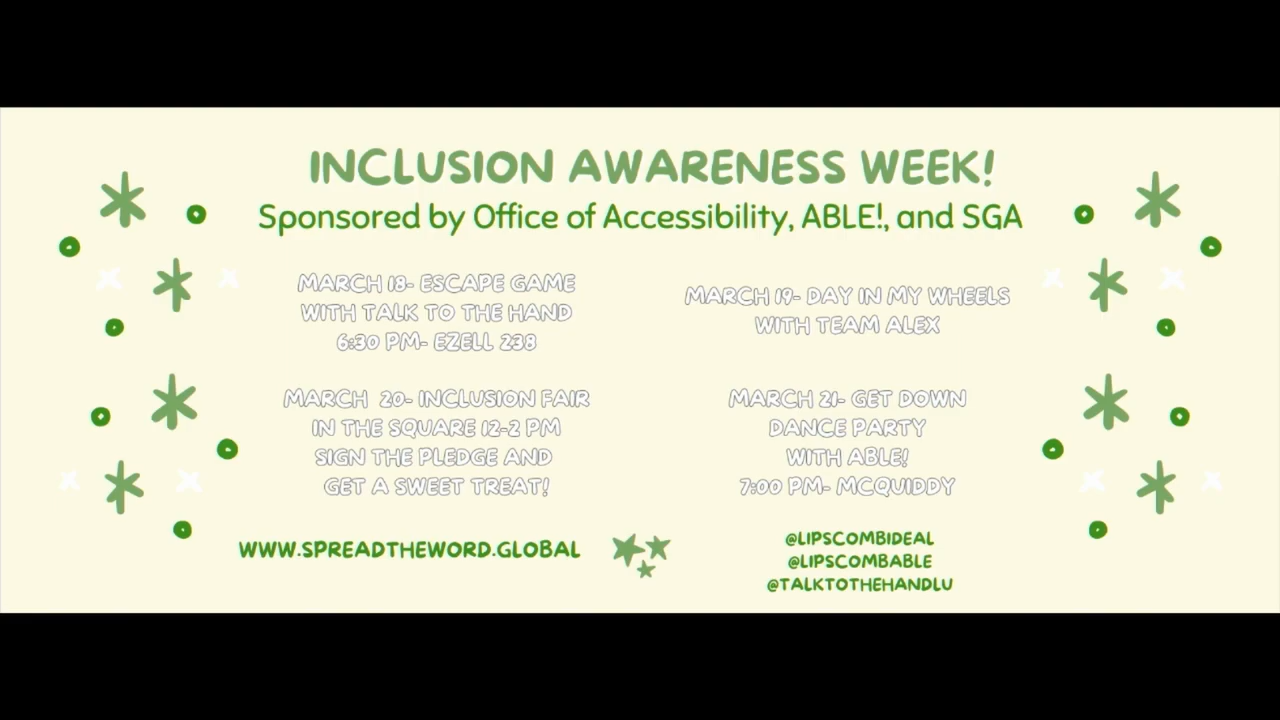 INCLUSION AWARENESS WEEK!
Sponsored by Office of Accessibility, ABLE!, and SGA
MARCH 18- ESCAPE GAME
WITH TALK TO THE HAND
6:30 PM- EZELL 238
MARCH 19- DAY IN MY WHEELS
WITH TEAM ALEX
MARCH 20- INCLUSION FAIR
IN THE SQUARE 12-2 PM
SIGN THE PLEDGE AND
GET A SWEET TREAT!
MARCH 21- GET DOWN
DANCE PARTY
WITH ABLE!
7:00 PM- MCQUIDDY
WWW.SPREADTHEWORD.GLOBAL
@LIPSCOMBIDEAL
@LIPSCOMBABLE
@TALKTOTHEHANDLU